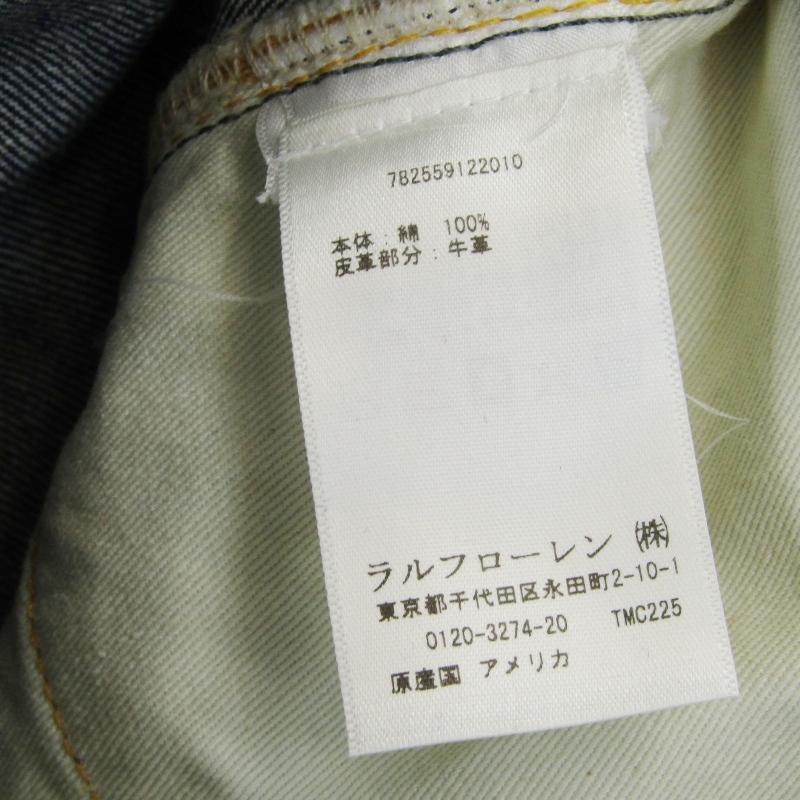 782559122010
本体：綿 100%
皮革部分：牛革
ラルフローレン ㈱
東京都千代田区永田町2-10-1
0120-3274-20 TMC225
原産国 アメリカ